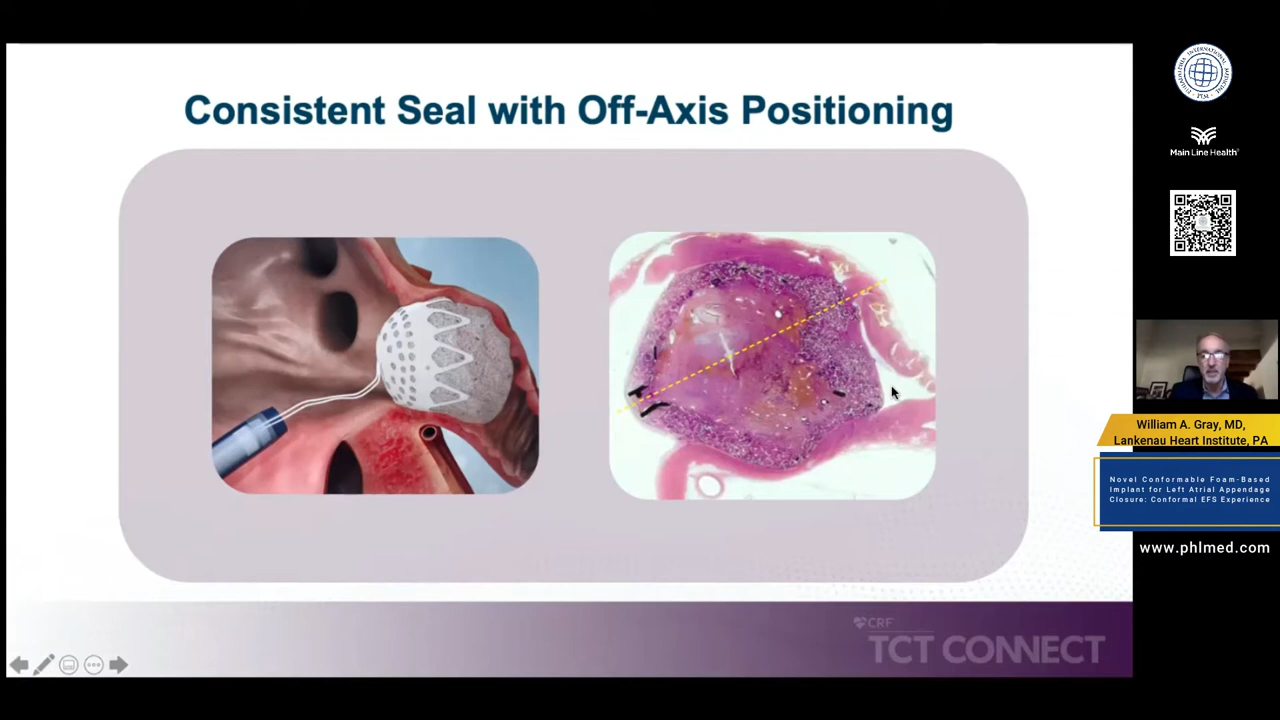 Consistent Seal with Off-Axis Positioning
CRF
TCT CONNECT
Main Line Health
William A. Gray, MD,
Lankenau Heart Institute, PA
Novel Conformable Foam-Based
Implant for Left Atrial Appendage
Closure: Conformal EFS Experience
www.phlmed.com